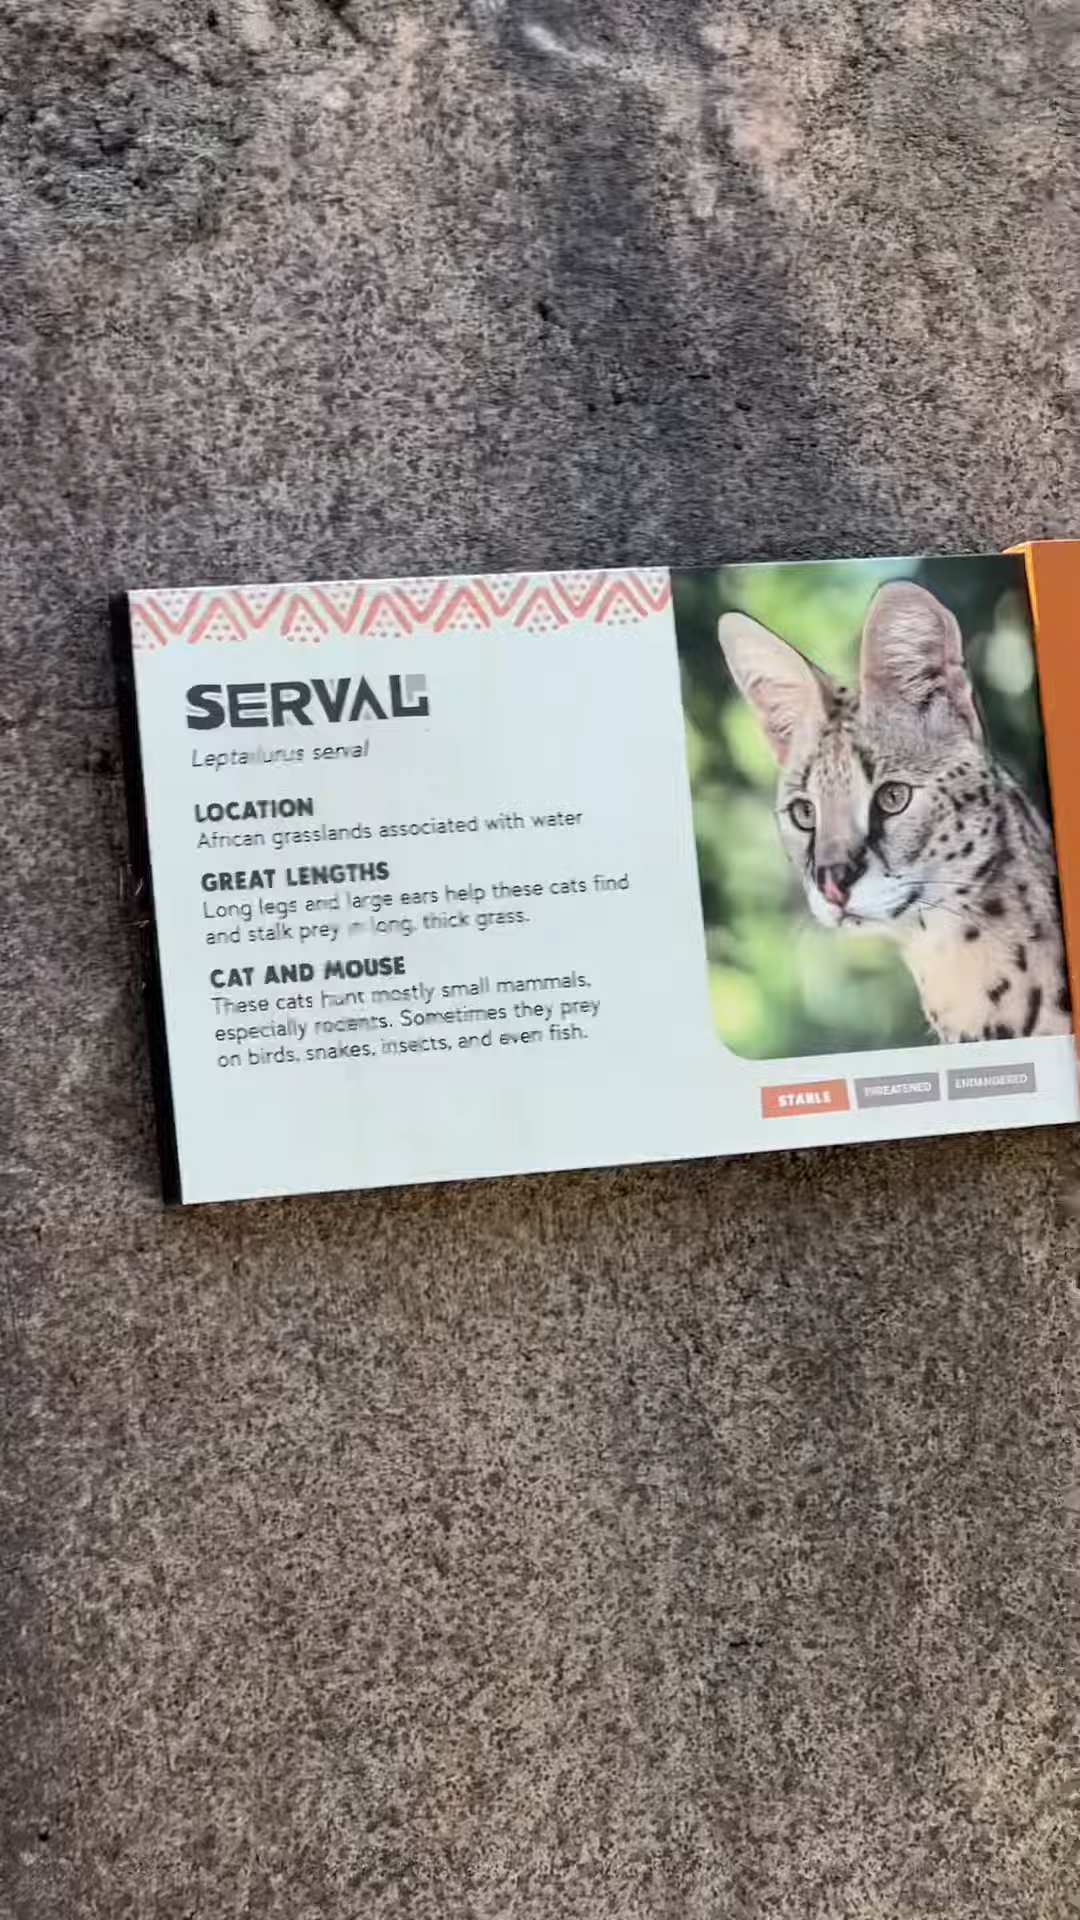 SERVAL
Leptailurus serval
LOCATION
African grasslands associated with water
GREAT LENGTHS
Long legs and large ears help these cats find
and stalk prey in long, thick grass.
CAT AND MOUSE
These cats hunt mostly small mammals,
especially rodents. Sometimes they prey
on birds, snakes, insects, and even fish.
STABLE THREATENED ENDANGERED